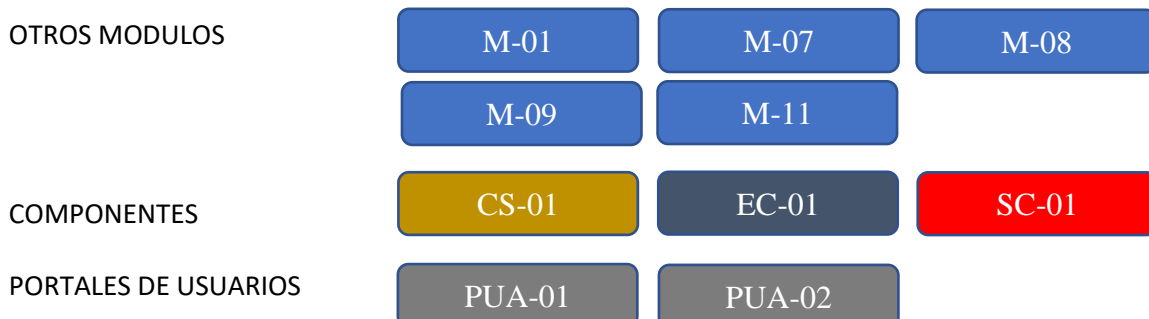 OTROS MODULOS M-01 M-07 M-08
M-09 M-11
COMPONENTES CS-01 EC-01 SC-01
PORTALES DE USUARIOS PUA-01 PUA-02